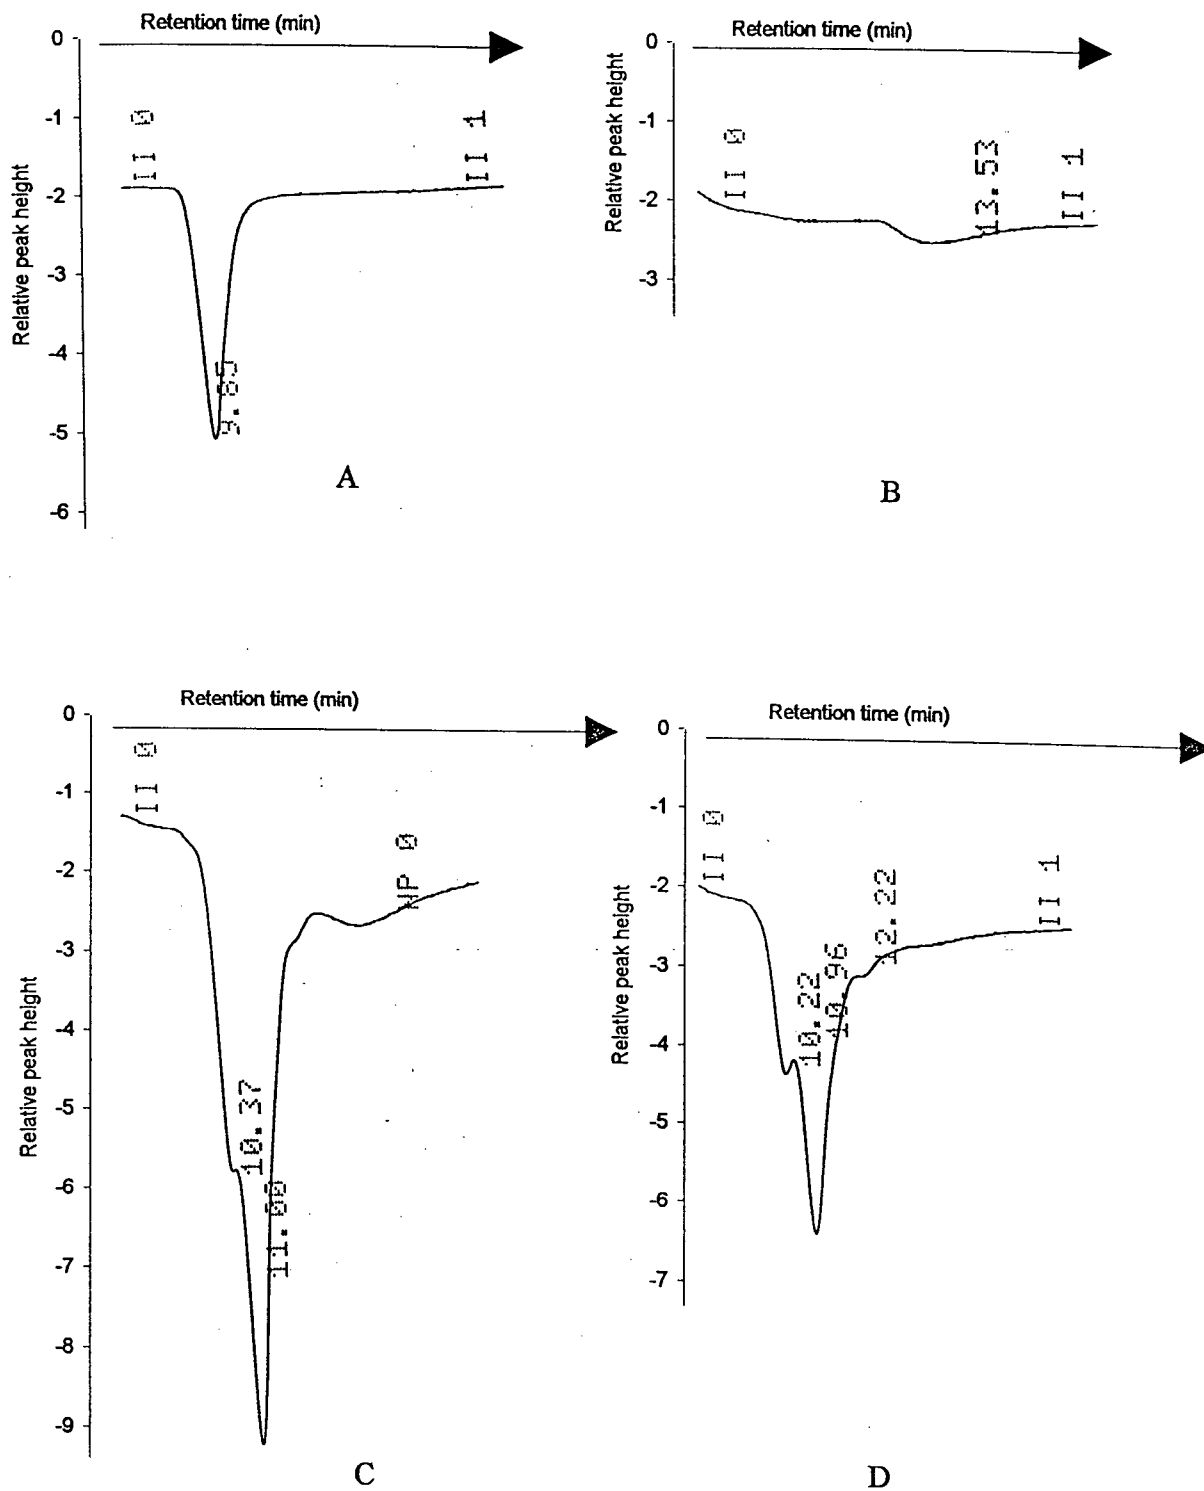 Retention time (min)
Relative peak height
0
-1
-2
-3
-4
-5
-6
II 0
II 1
A
Retention time (min)
Relative peak height
0
-1
-2
-3
II 0
13.53
II 1
B
Retention time (min)
Relative peak height
0
-1
-2
-3
-4
-5
-6
-7
-8
-9
II 0
10.37
11.00
C
Retention time (min)
Relative peak height
0
-1
-2
-3
-4
-5
-6
-7
II 0
10.22
10.96
12.22
II 1
D